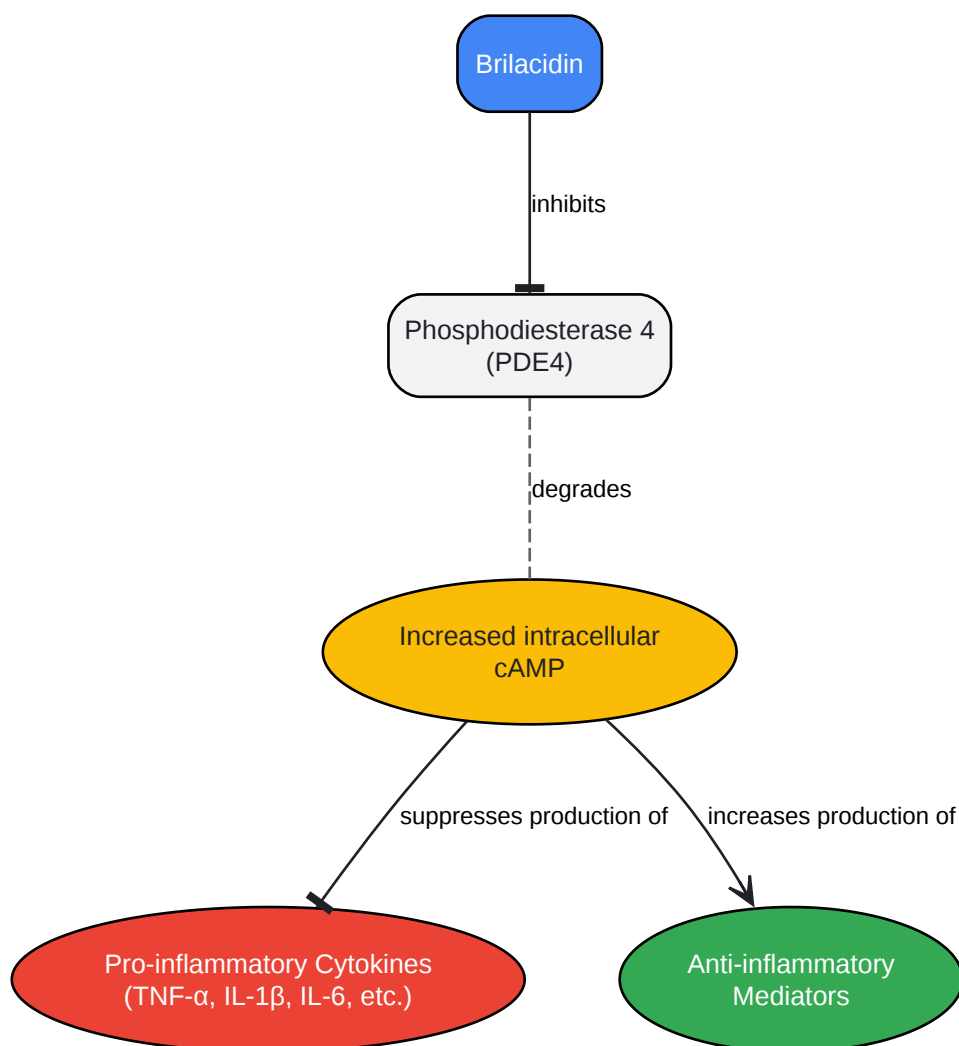 Brilacidin
inhibits
Phosphodiesterase 4
(PDE4)
degrades
Increased intracellular
cAMP
suppresses production of
increases production of
Pro-inflammatory Cytokines
(TNF-α, IL-1β, IL-6, etc.)
Anti-inflammatory
Mediators